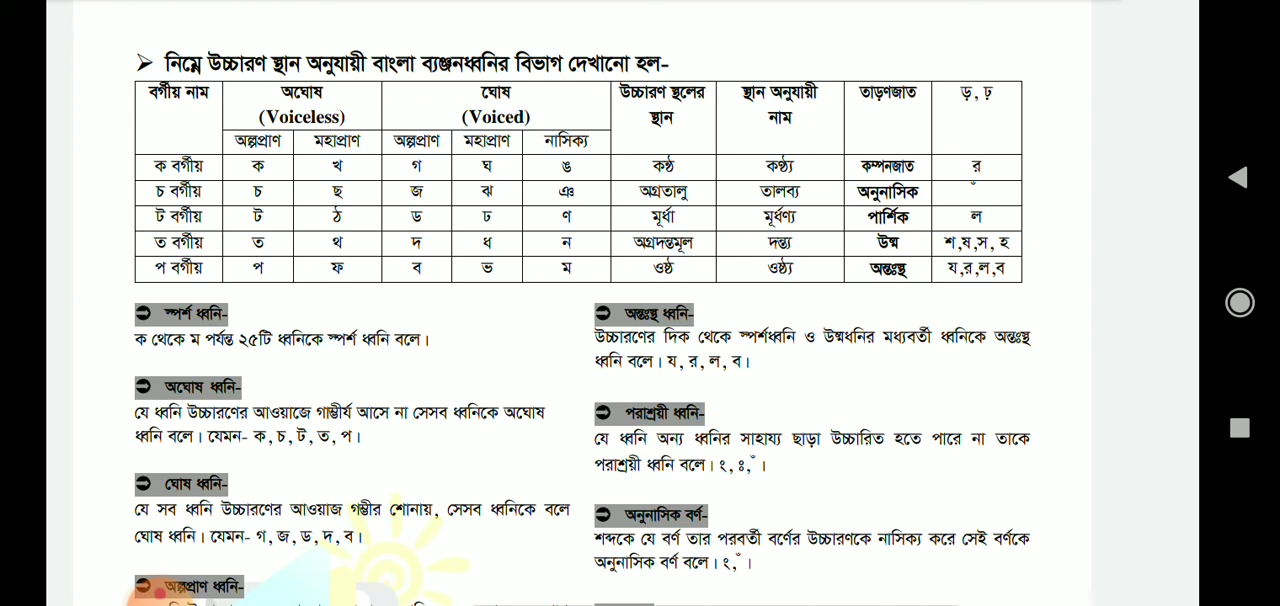 ➢ নিম্নে উচ্চারণ স্থান অনুযায়ী বাংলা ব্যঞ্জনধ্বনির বিভাগ দেখানো হল-
বর্গীয় নাম অঘোষ (Voiceless) ঘোষ (Voiced) উচ্চারণ স্থলের স্থান স্থান অনুযায়ী নাম তাড়ণজাত ড়, ঢ়
অল্পপ্রাণ মহাপ্রাণ অল্পপ্রাণ মহাপ্রাণ নাসিক্য
ক বর্গীয় ক খ গ ঘ ঙ কণ্ঠ কণ্ঠ্য কম্পনজাত র
চ বর্গীয় চ ছ জ ঝ ঞ অগ্রতালু তালব্য অনুনাসিক ঁ
ট বর্গীয় ট ঠ ড ঢ ণ মূর্ধা মূর্ধণ্য পার্শিক ল
ত বর্গীয় ত থ দ ধ ন অগ্রদন্তমূল দন্ত্য উষ্ম শ,ষ,স, হ
প বর্গীয় প ফ ব ভ ম ওষ্ঠ ওষ্ঠ্য অন্তঃস্থ য,র,ল,ব
স্পর্শ ধ্বনি-
ক থেকে ম পর্যন্ত ২৫টি ধ্বনিকে স্পর্শ ধ্বনি বলে।
অঘোষ ধ্বনি-
যে ধ্বনি উচ্চারণের আওয়াজে গাম্ভীর্য আসে না সেসব ধ্বনিকে অঘোষ
ধ্বনি বলে। যেমন- ক, চ, ট, ত, প।
ঘোষ ধ্বনি-
যে সব ধ্বনি উচ্চারণের আওয়াজ গম্ভীর শোনায়, সেসব ধ্বনিকে বলে
ঘোষ ধ্বনি। যেমন- গ, জ, ড, দ, ব।
অল্পপ্রাণ ধ্বনি-
অন্তঃস্থ ধ্বনি-
উচ্চারণের দিক থেকে স্পর্শধ্বনি ও উষ্মধনির মধ্যবর্তী ধ্বনিকে অন্তঃস্থ
ধ্বনি বলে। য, র, ল, ব।
পরাশ্রয়ী ধ্বনি-
যে ধ্বনি অন্য ধ্বনির সাহায্য ছাড়া উচ্চারিত হতে পারে না তাকে
পরাশ্রয়ী ধ্বনি বলে। ং, ঃ, ঁ।
অনুনাসিক বর্ণ-
শব্দকে যে বর্ণ তার পরবর্তী বর্ণের উচ্চারণকে নাসিক্য করে সেই বর্ণকে
অনুনাসিক বর্ণ বলে। ং, ঁ।